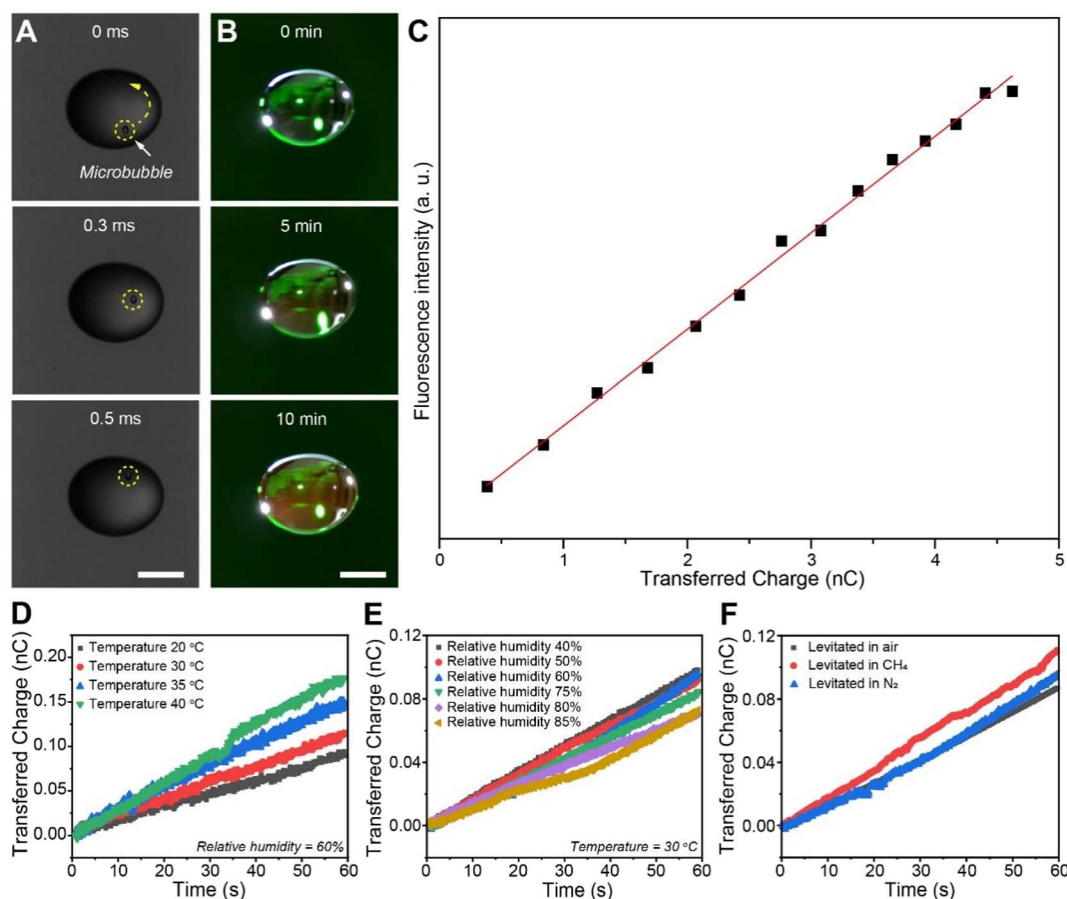 A
0 ms
Microbubble
0.3 ms
0.5 ms
B
0 min
5 min
10 min
C
Fluorescence intensity (a. u.)
0 1 2 3 4 5
Transferred Charge (nC)
D
Transferred Charge (nC)
0.20
0.15
0.10
0.05
0.00
Temperature 20 °C
Temperature 30 °C
Temperature 35 °C
Temperature 40 °C
Relative humidity = 60%
0 10 20 30 40 50 60
Time (s)
E
Transferred Charge (nC)
0.12
0.08
0.04
0.00
Relative humidity 40%
Relative humidity 50%
Relative humidity 60%
Relative humidity 75%
Relative humidity 80%
Relative humidity 85%
Temperature = 30 °C
0 10 20 30 40 50 60
Time (s)
F
Transferred Charge (nC)
0.12
0.08
0.04
0.00
Levitated in air
Levitated in CH₄
Levitated in N₂
0 10 20 30 40 50 60
Time (s)